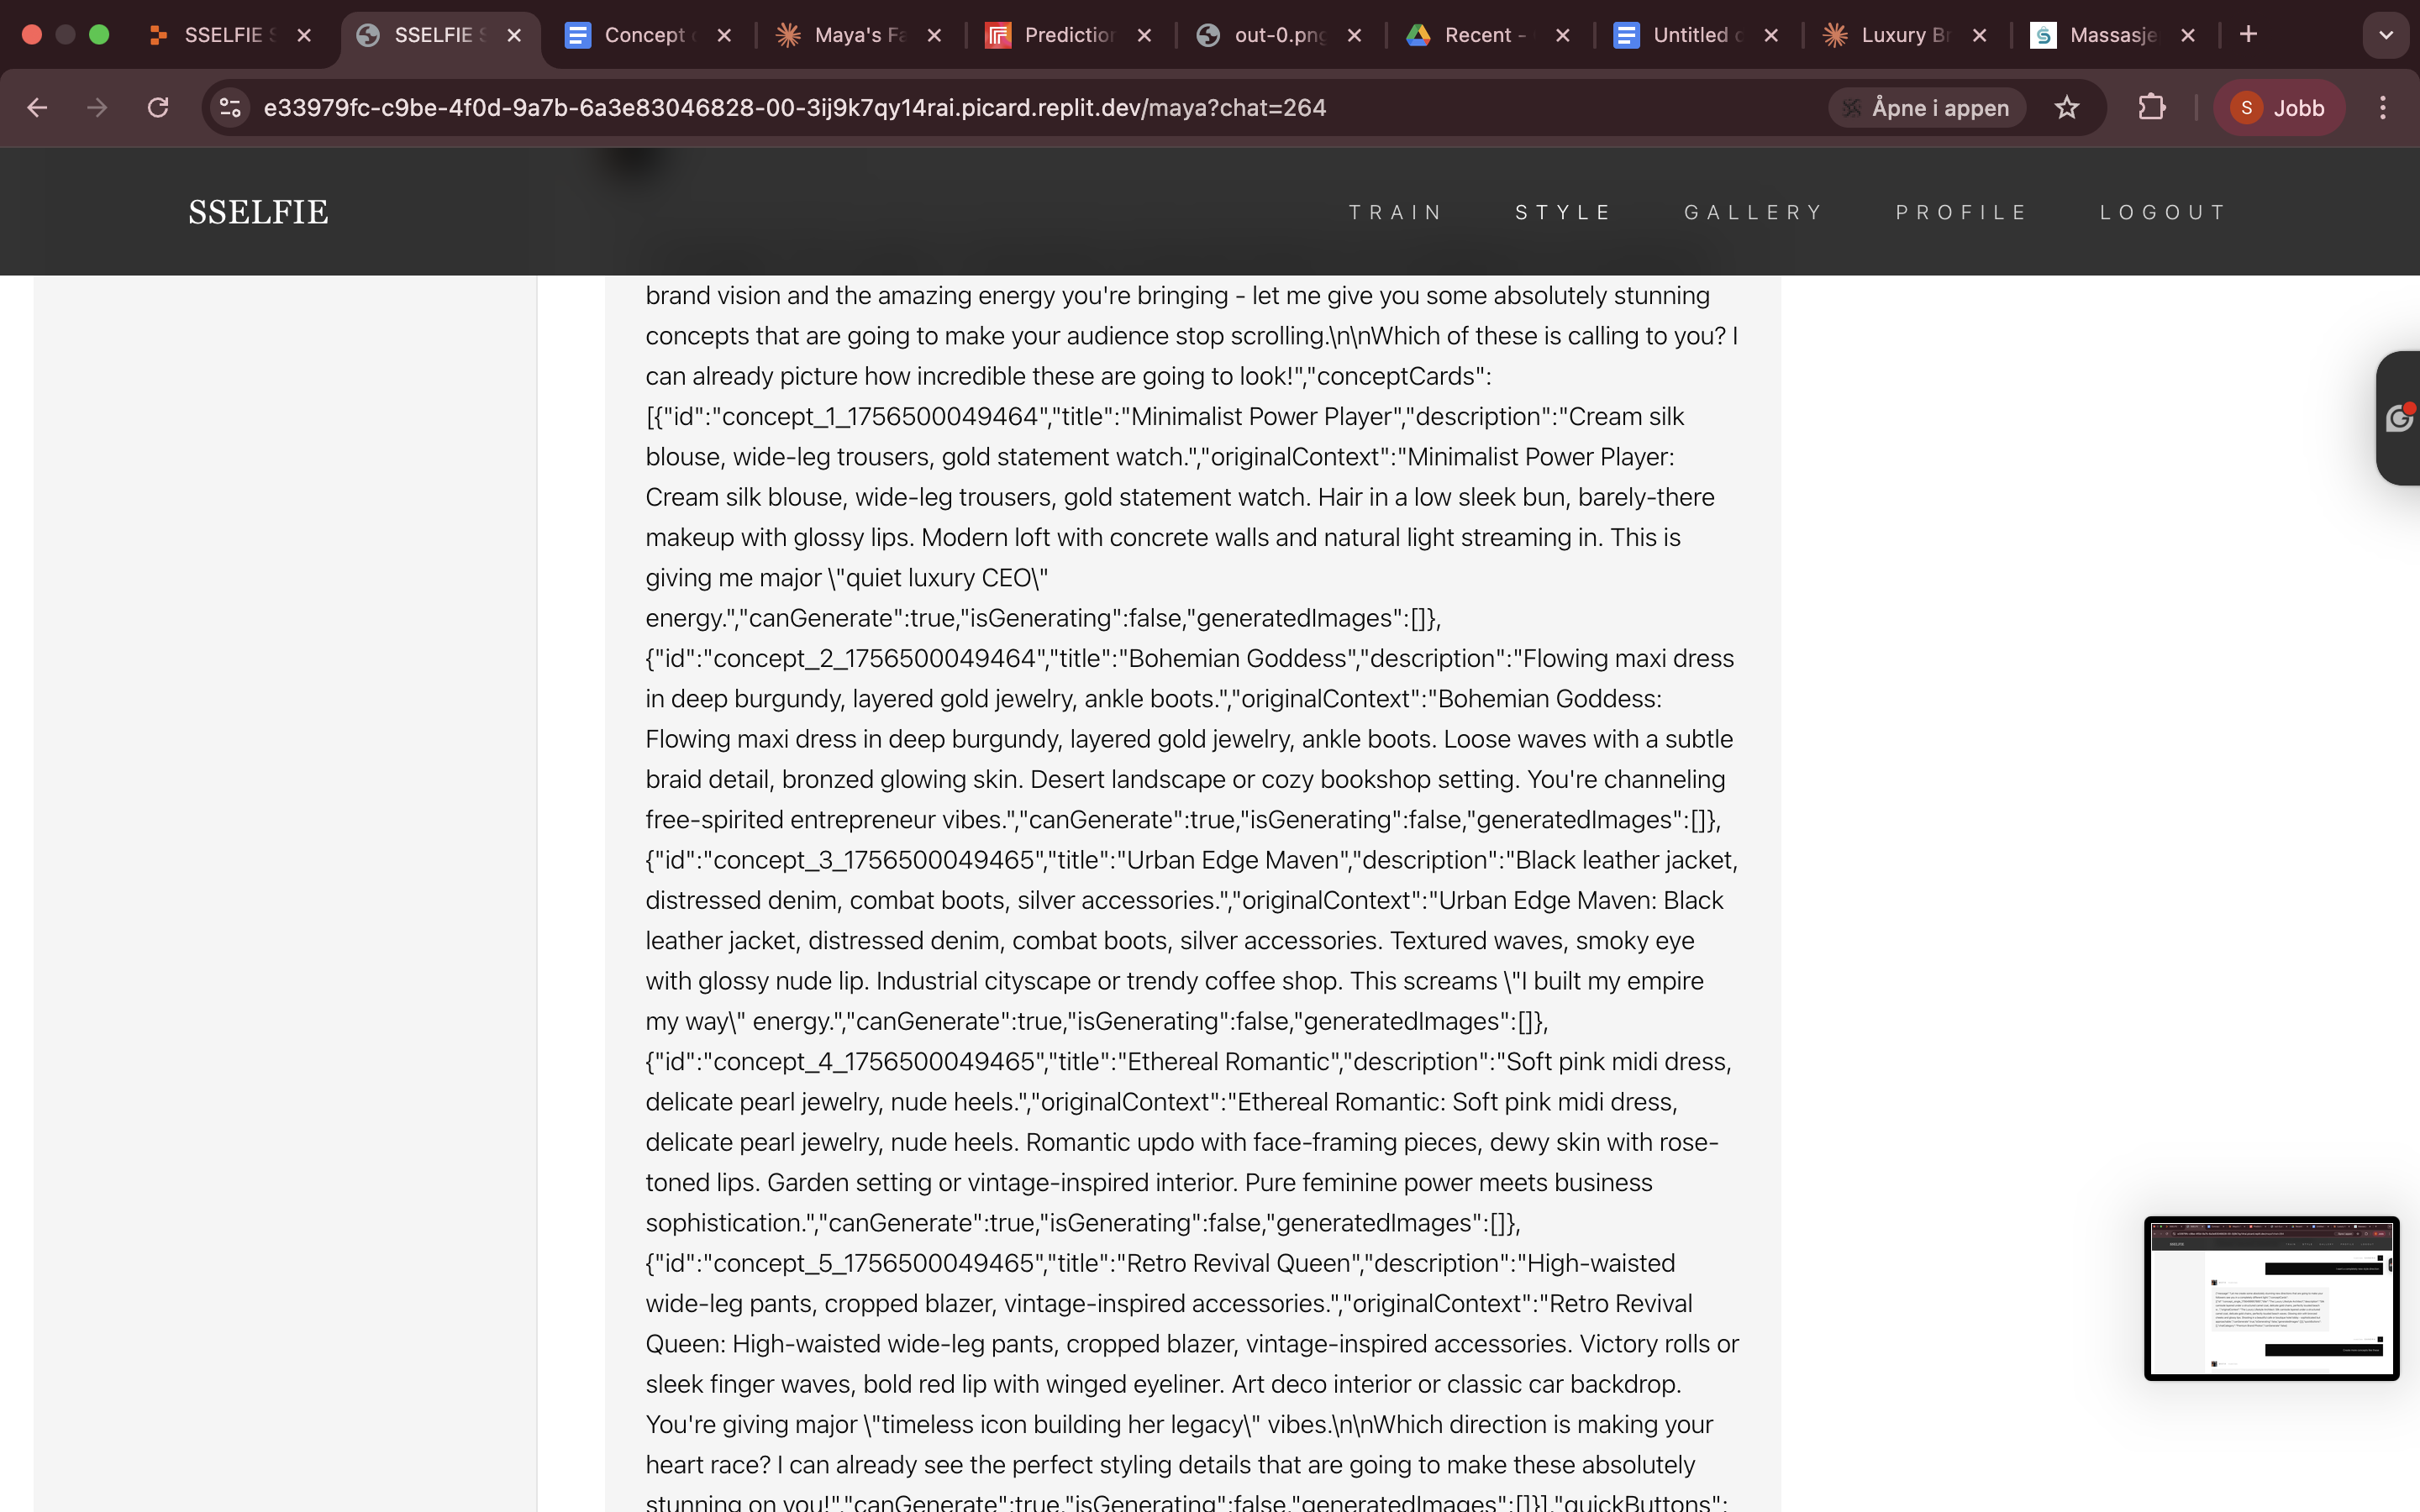 SSELFIE S
SSELFIE S
Concept
Maya's Fa
Prediction
out-0.png
Recent -
Untitled
Luxury Br
Massasje
e33979fc-c9be-4f0d-9a7b-6a3e83046828-00-3ij9k7qy14rai.picard.replit.dev/maya?chat=264
Åpne i appen
S
Jobb
SSELFIE
TRAIN
STYLE
GALLERY
PROFILE
LOGOUT
brand vision and the amazing energy you're bringing - let me give you some absolutely stunning
concepts that are going to make your audience stop scrolling.\n\nWhich of these is calling to you? I
can already picture how incredible these are going to look!","conceptCards":
[{"id":"concept_1_1756500049464","title":"Minimalist Power Player","description":"Cream silk
blouse, wide-leg trousers, gold statement watch.","originalContext":"Minimalist Power Player:
Cream silk blouse, wide-leg trousers, gold statement watch. Hair in a low sleek bun, barely-there
makeup with glossy lips. Modern loft with concrete walls and natural light streaming in. This is
giving me major \"quiet luxury CEO\"
energy.","canGenerate":true,"isGenerating":false,"generatedImages":[]},
{"id":"concept_2_1756500049464","title":"Bohemian Goddess","description":"Flowing maxi dress
in deep burgundy, layered gold jewelry, ankle boots.","originalContext":"Bohemian Goddess:
Flowing maxi dress in deep burgundy, layered gold jewelry, ankle boots. Loose waves with a subtle
braid detail, bronzed glowing skin. Desert landscape or cozy bookshop setting. You're channeling
free-spirited entrepreneur vibes.","canGenerate":true,"isGenerating":false,"generatedImages":[]},
{"id":"concept_3_1756500049465","title":"Urban Edge Maven","description":"Black leather jacket,
distressed denim, combat boots, silver accessories.","originalContext":"Urban Edge Maven: Black
leather jacket, distressed denim, combat boots, silver accessories. Textured waves, smoky eye
with glossy nude lip. Industrial cityscape or trendy coffee shop. This screams \"I built my empire
my way\" energy.","canGenerate":true,"isGenerating":false,"generatedImages":[]},
{"id":"concept_4_1756500049465","title":"Ethereal Romantic","description":"Soft pink midi dress,
delicate pearl jewelry, nude heels.","originalContext":"Ethereal Romantic: Soft pink midi dress,
delicate pearl jewelry, nude heels. Romantic updo with face-framing pieces, dewy skin with rose-
toned lips. Garden setting or vintage-inspired interior. Pure feminine power meets business
sophistication.","canGenerate":true,"isGenerating":false,"generatedImages":[]},
{"id":"concept_5_1756500049465","title":"Retro Revival Queen","description":"High-waisted
wide-leg pants, cropped blazer, vintage-inspired accessories.","originalContext":"Retro Revival
Queen: High-waisted wide-leg pants, cropped blazer, vintage-inspired accessories. Victory rolls or
sleek finger waves, bold red lip with winged eyeliner. Art deco interior or classic car backdrop.
You're giving major \"timeless icon building her legacy\" vibes.\n\nWhich direction is making your
heart race? I can already see the perfect styling details that are going to make these absolutely
stunning on you!","canGenerate":true,"isGenerating":false,"generatedImages":[]}],"quickButtons":